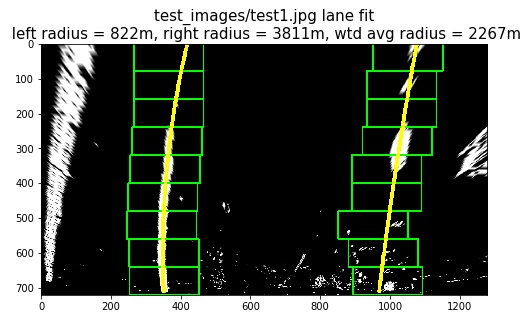 test_images/test1.jpg lane fit
left radius = 822m, right radius = 3811m, wtd avg radius = 2267m
0
100
200
300
400
500
600
700
0 200 400 600 800 1000 1200